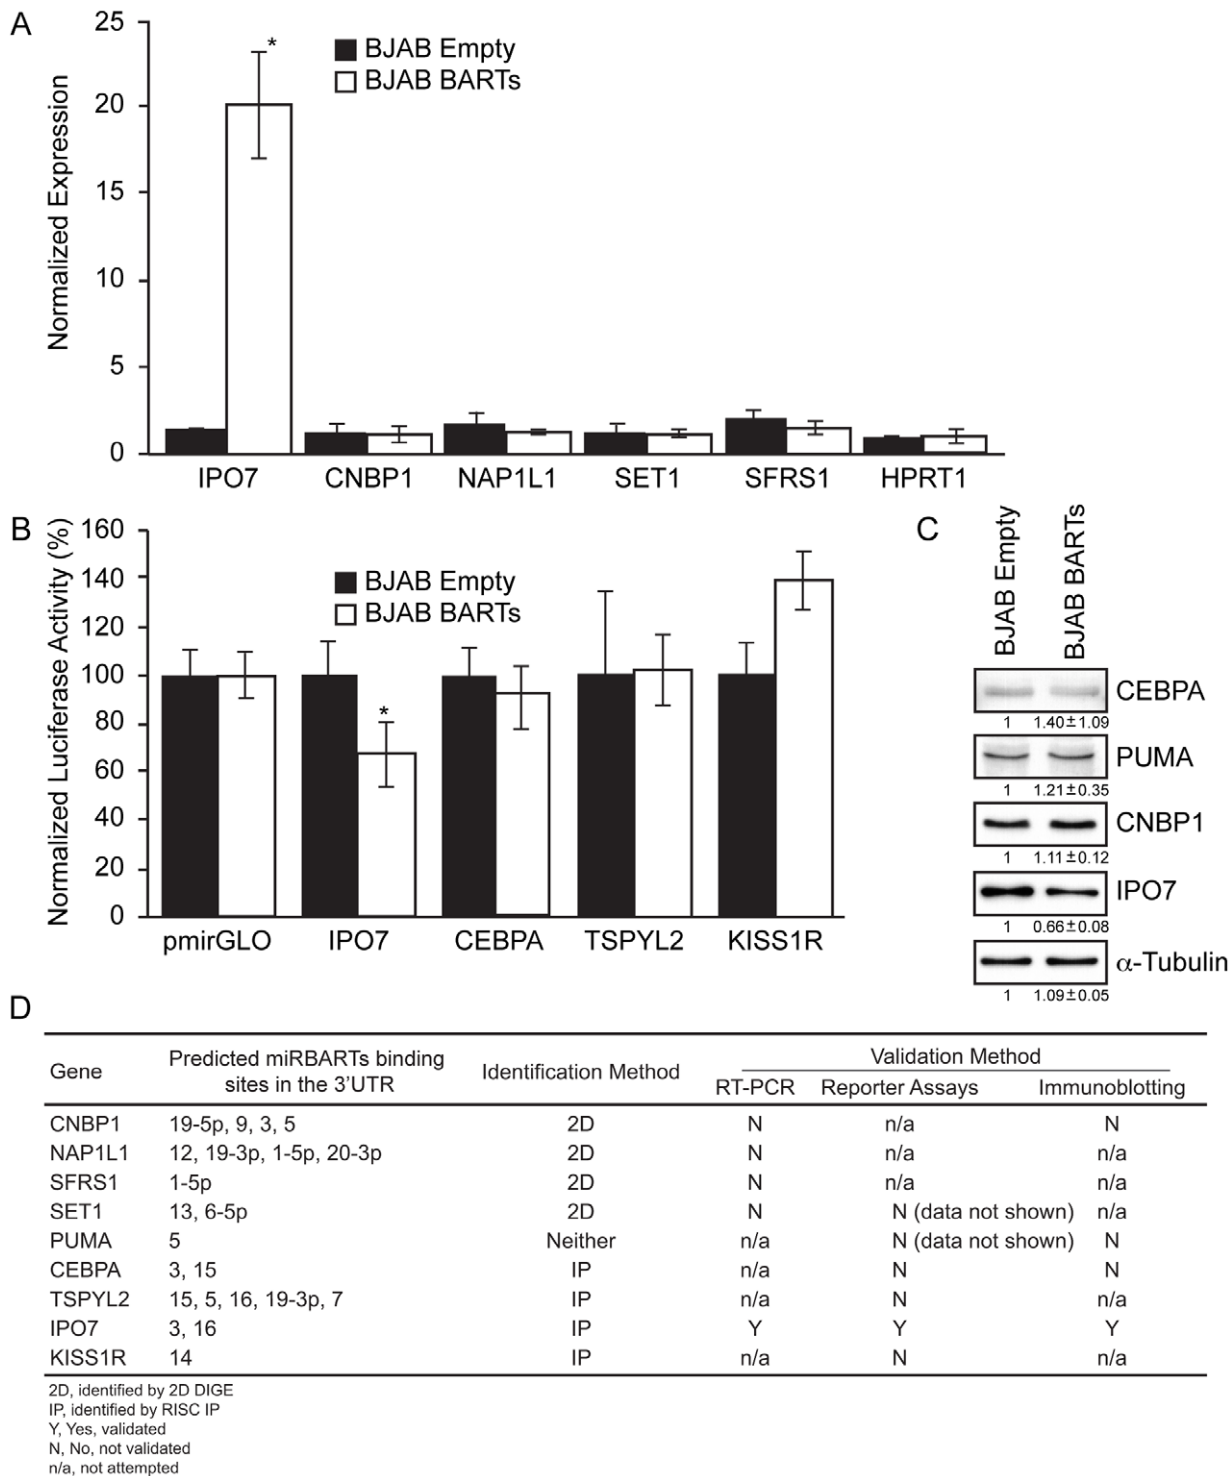 A
25
20
15
10
5
0
Normalized Expression
*
BJAB Empty
BJAB BARTs
IPO7 CNBP1 NAP1L1 SET1 SFRS1 HPRT1
B
160
140
120
100
80
60
40
20
0
Normalized Luciferase Activity (%)
BJAB Empty
BJAB BARTs
*
pmirGLO IPO7 CEBPA TSPYL2 KISS1R
C
BJAB Empty
BJAB BARTs
CEBPA
1 1.40±1.09
PUMA
1 1.21±0.35
CNBP1
1 1.11±0.12
IPO7
1 0.66±0.08
α-Tubulin
1 1.09±0.05
D
Gene Predicted miRBARTs binding sites in the 3'UTR Identification Method Validation Method
RT-PCR Reporter Assays Immunoblotting
CNBP1 19-5p, 9, 3, 5 2D N n/a N
NAP1L1 12, 19-3p, 1-5p, 20-3p 2D N n/a n/a
SFRS1 1-5p 2D N n/a n/a
SET1 13, 6-5p 2D N N (data not shown) n/a
PUMA 5 Neither n/a N (data not shown) N
CEBPA 3, 15 IP n/a N N
TSPYL2 15, 5, 16, 19-3p, 7 IP n/a N n/a
IPO7 3, 16 IP Y Y Y
KISS1R 14 IP n/a N n/a
2D, identified by 2D DIGE
IP, identified by RISC IP
Y, Yes, validated
N, No, not validated
n/a, not attempted